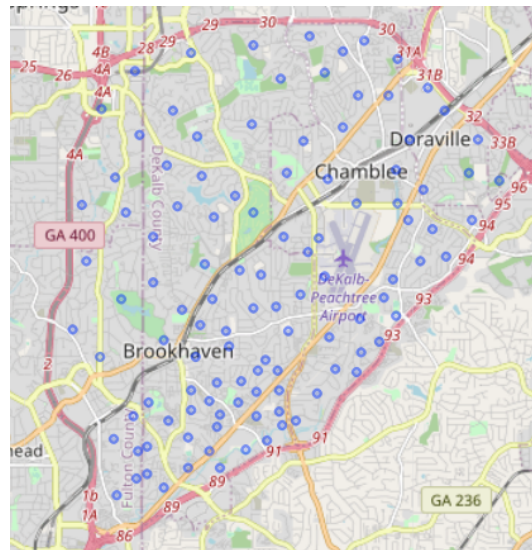 29
30
30
4B
28
29
31A
25
26
4A
31B
4A
32
Doraville
33B
4A
DeKalb County
Chamblee
96
95
94
GA 400
94
DeKalb-
Peachtree
Airport
93
93
2
Brookhaven
Fulton County
91
91
89
1b
89
GA 236
1A
86